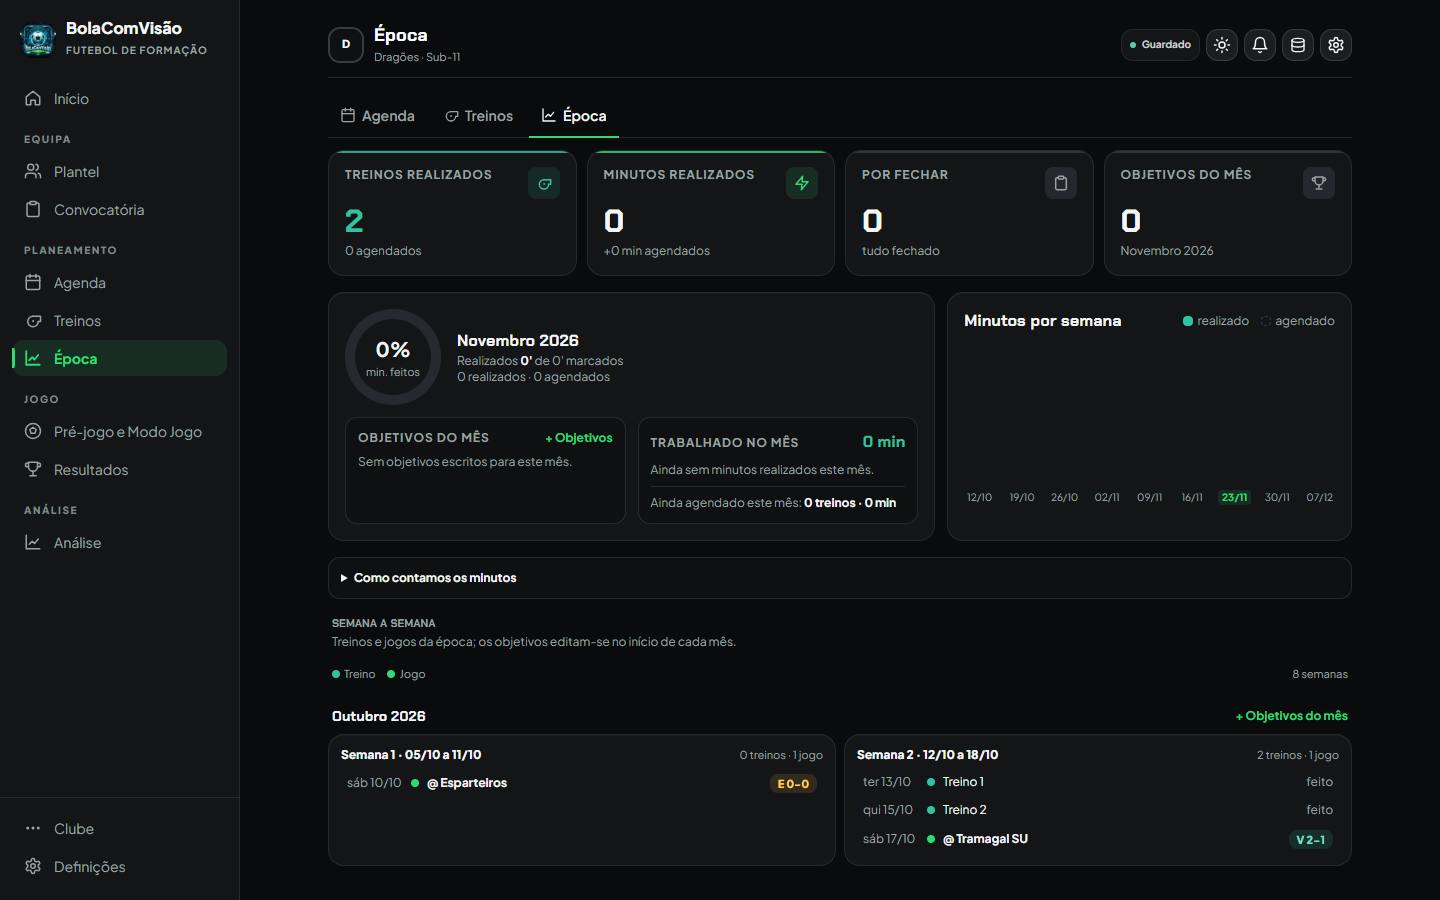 BolaComVisão
FUTEBOL DE FORMAÇÃO
Início
EQUIPA
Plantel
Convocatória
PLANEAMENTO
Agenda
Treinos
Época
JOGO
Pré-jogo e Modo Jogo
Resultados
ANÁLISE
Análise
Clube
Definições
D
Época
Dragões · Sub-11
Guardado
Agenda
Treinos
Época
TREINOS REALIZADOS
2
0 agendados
MINUTOS REALIZADOS
0
+0 min agendados
POR FECHAR
0
tudo fechado
OBJETIVOS DO MÊS
0
Novembro 2026
0%
min. feitos
Novembro 2026
Realizados 0' de 0' marcados
0 realizados · 0 agendados
OBJETIVOS DO MÊS
+ Objetivos
Sem objetivos escritos para este mês.
TRABALHADO NO MÊS
0 min
Ainda sem minutos realizados este mês.
Ainda agendado este mês: 0 treinos · 0 min
Minutos por semana
realizado
agendado
12/10 19/10 26/10 02/11 09/11 16/11 23/11 30/11 07/12
Como contamos os minutos
SEMANA A SEMANA
Treinos e jogos da época; os objetivos editam-se no início de cada mês.
Treino
Jogo
8 semanas
Outubro 2026
+ Objetivos do mês
Semana 1 · 05/10 a 11/10
0 treinos · 1 jogo
sáb 10/10 @ Esparteiros E 0-0
Semana 2 · 12/10 a 18/10
2 treinos · 1 jogo
ter 13/10 Treino 1 feito
qui 15/10 Treino 2 feito
sáb 17/10 @ Tramagal SU V 2-1